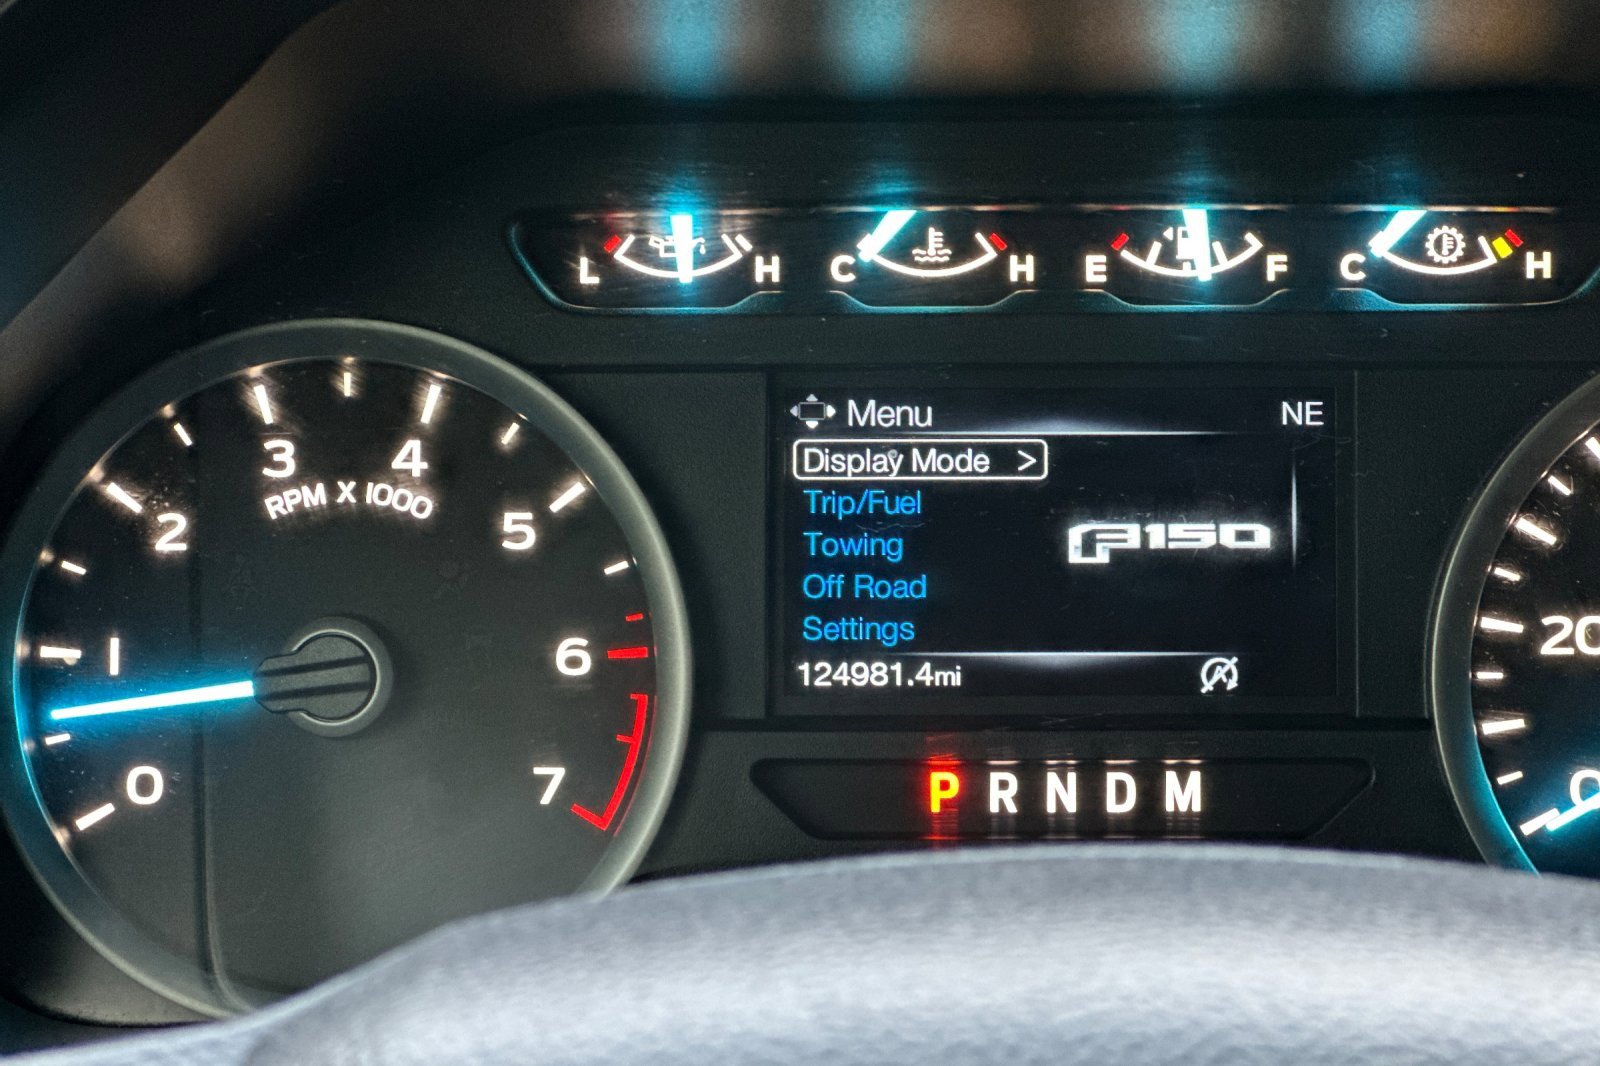 L H C H E F C H
Menu NE
Display Mode >
Trip/Fuel
Towing
Off Road
Settings
F150
124981.4mi
P R N D M
0 1 2 3 4 5 6 7
RPM X 1000
0 20